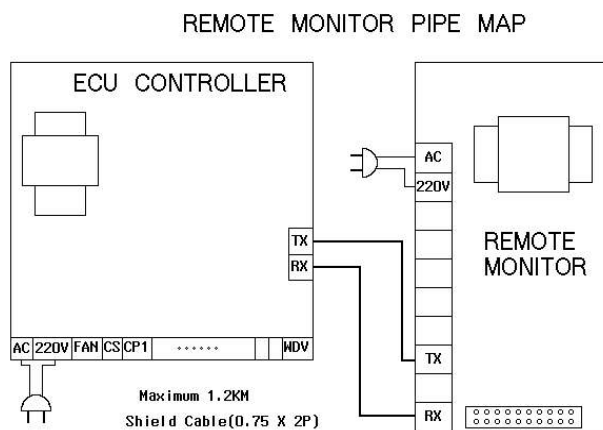 REMOTE MONITOR PIPE MAP
ECU CONTROLLER
AC
220V
TX
RX
REMOTE
MONITOR
TX
RX
AC 220V FAN CS CP1 ...... WDV
Maximum 1.2KM
Shield Cable(0.75 X 2P)